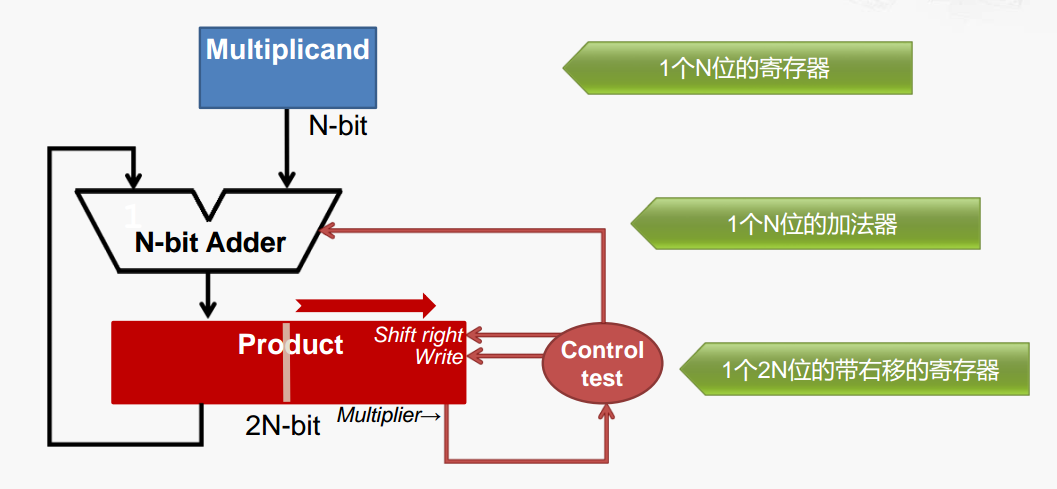 Multiplicand
1个N位的寄存器
N-bit
1
N-bit Adder
1个N位的加法器
Product
Shift right
Write
Control
test
1个2N位的带右移的寄存器
2N-bit
Multiplier→